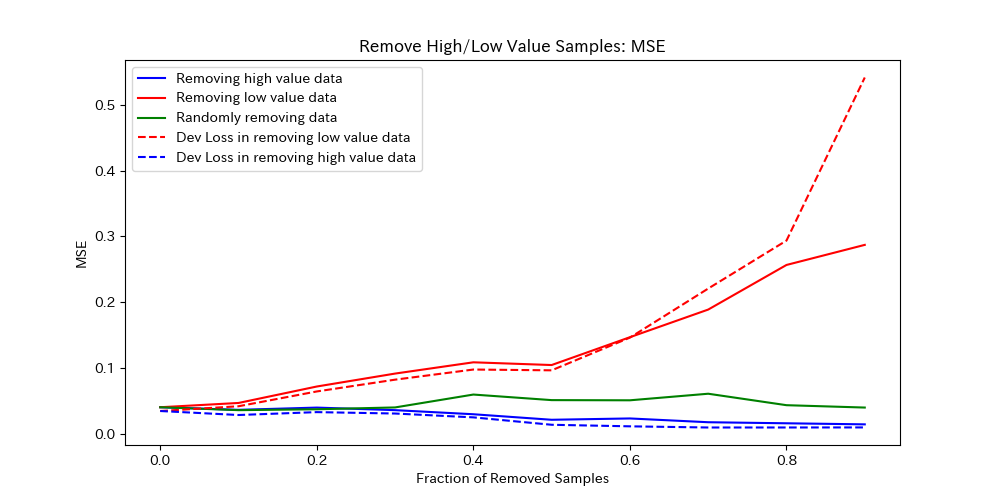 Remove High/Low Value Samples: MSE
Removing high value data
Removing low value data
Randomly removing data
Dev Loss in removing low value data
Dev Loss in removing high value data
MSE
0.5
0.4
0.3
0.2
0.1
0.0
0.0 0.2 0.4 0.6 0.8
Fraction of Removed Samples